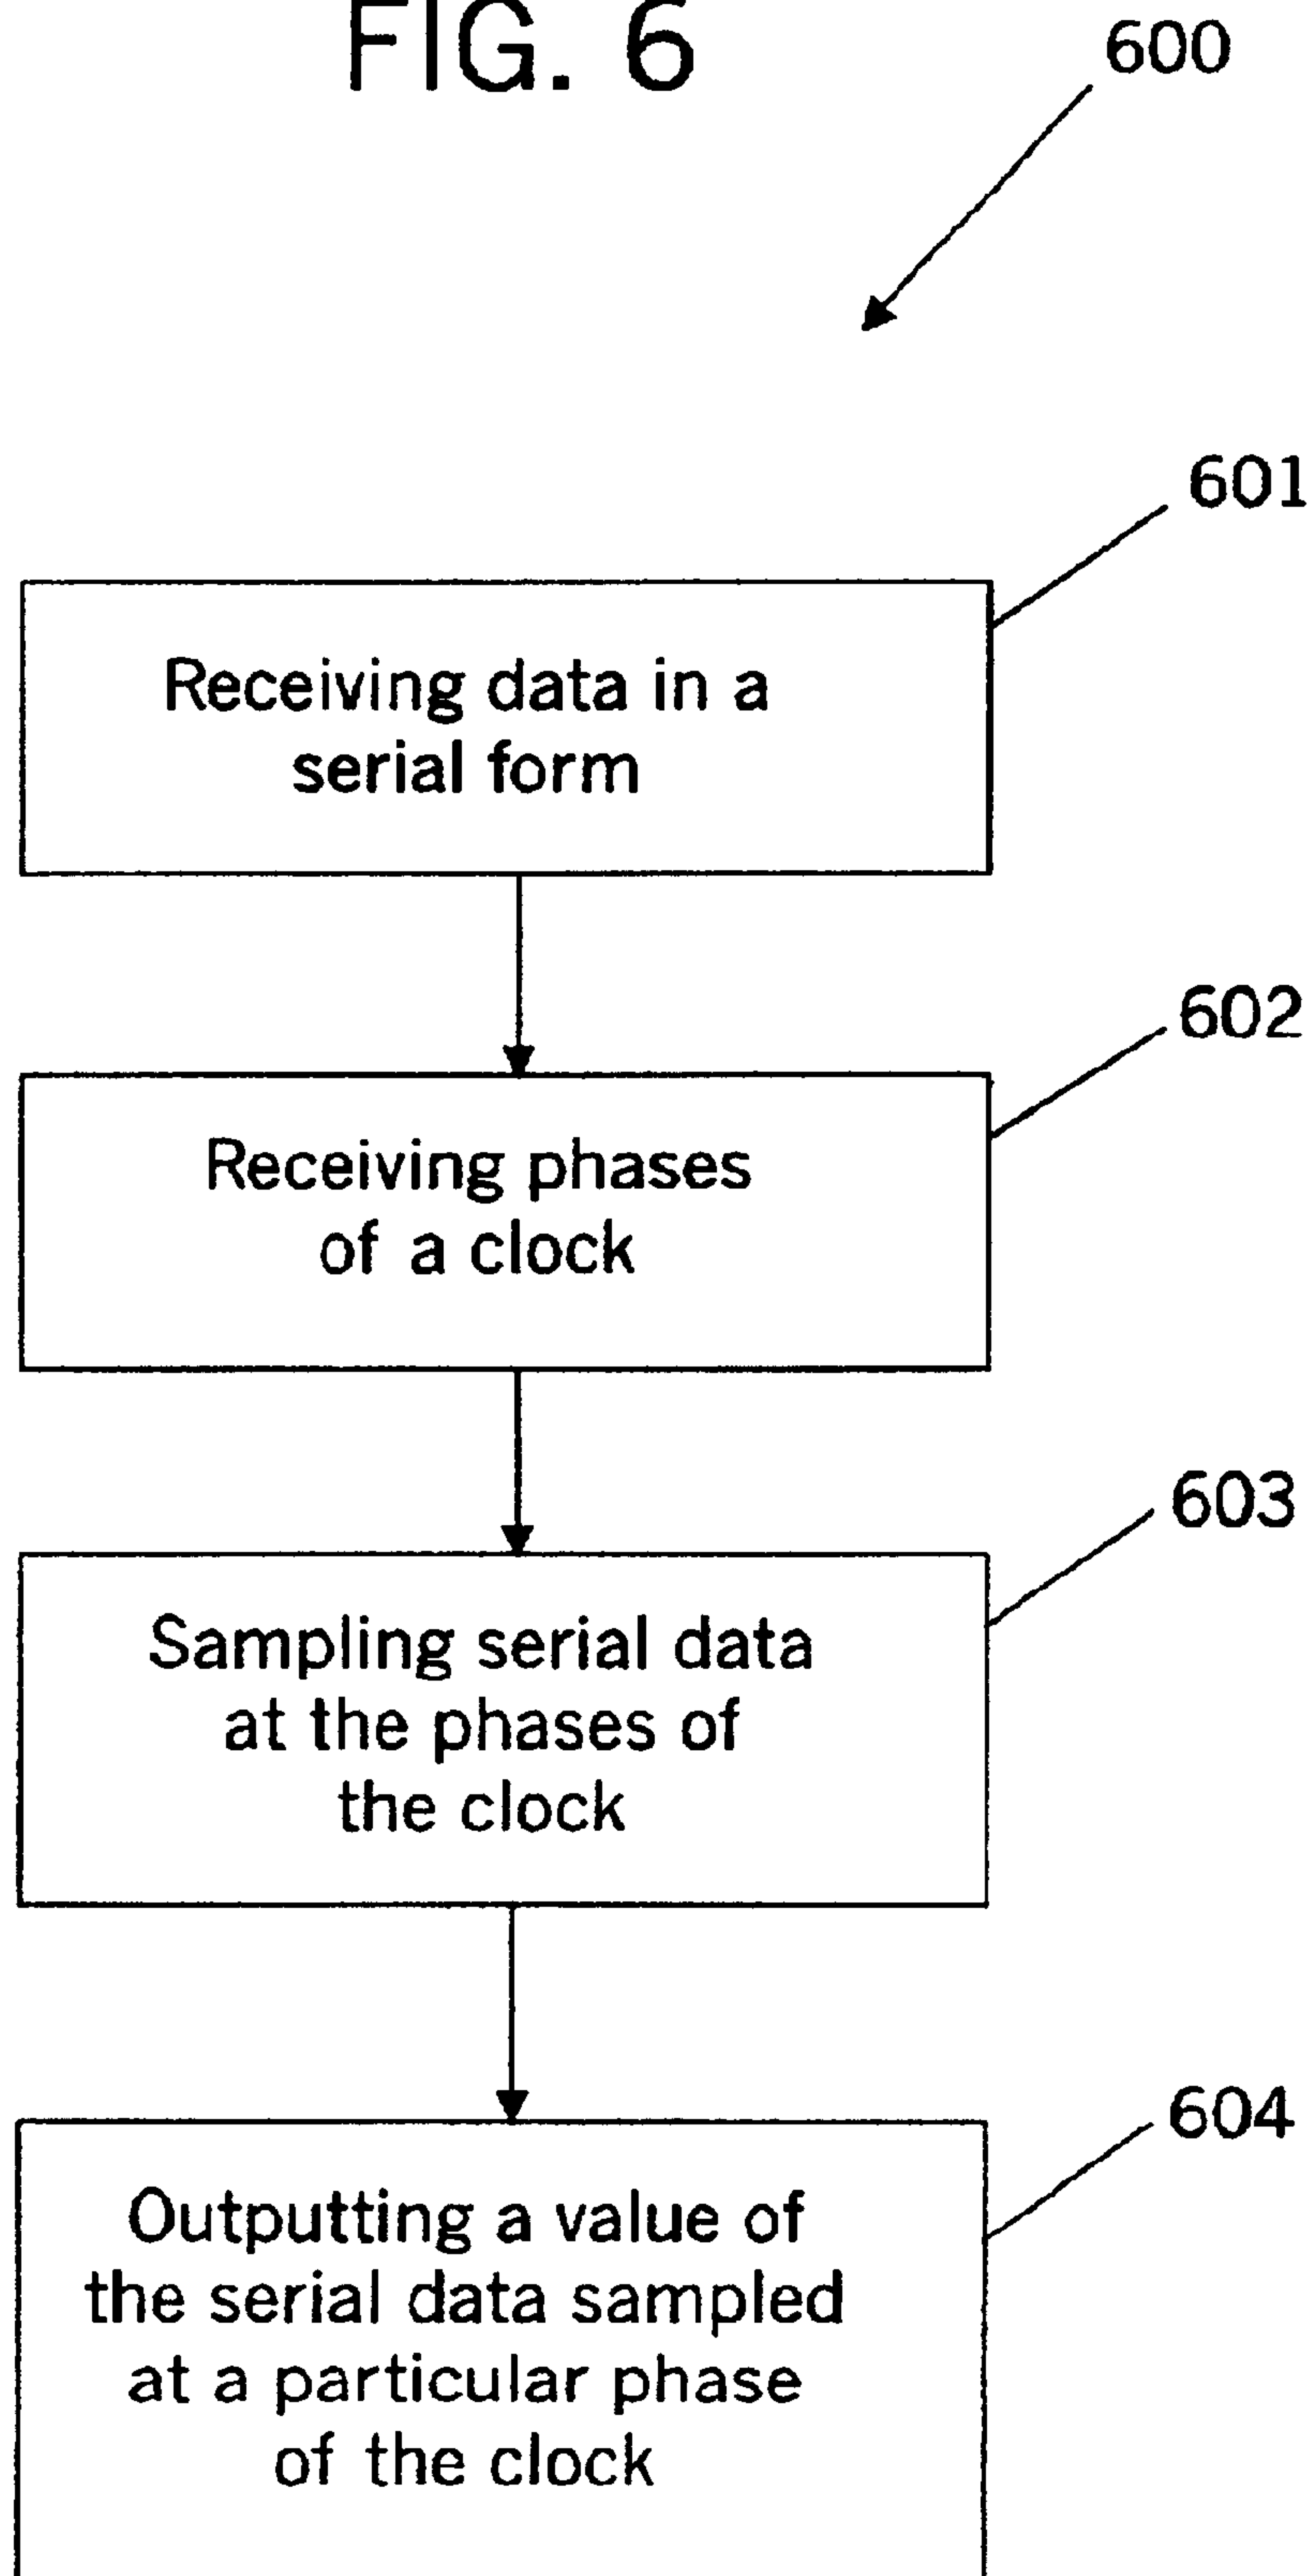 FIG. 6
600
601
Receiving data in a
serial form
602
Receiving phases
of a clock
603
Sampling serial data
at the phases of
the clock
604
Outputting a value of
the serial data sampled
at a particular phase
of the clock